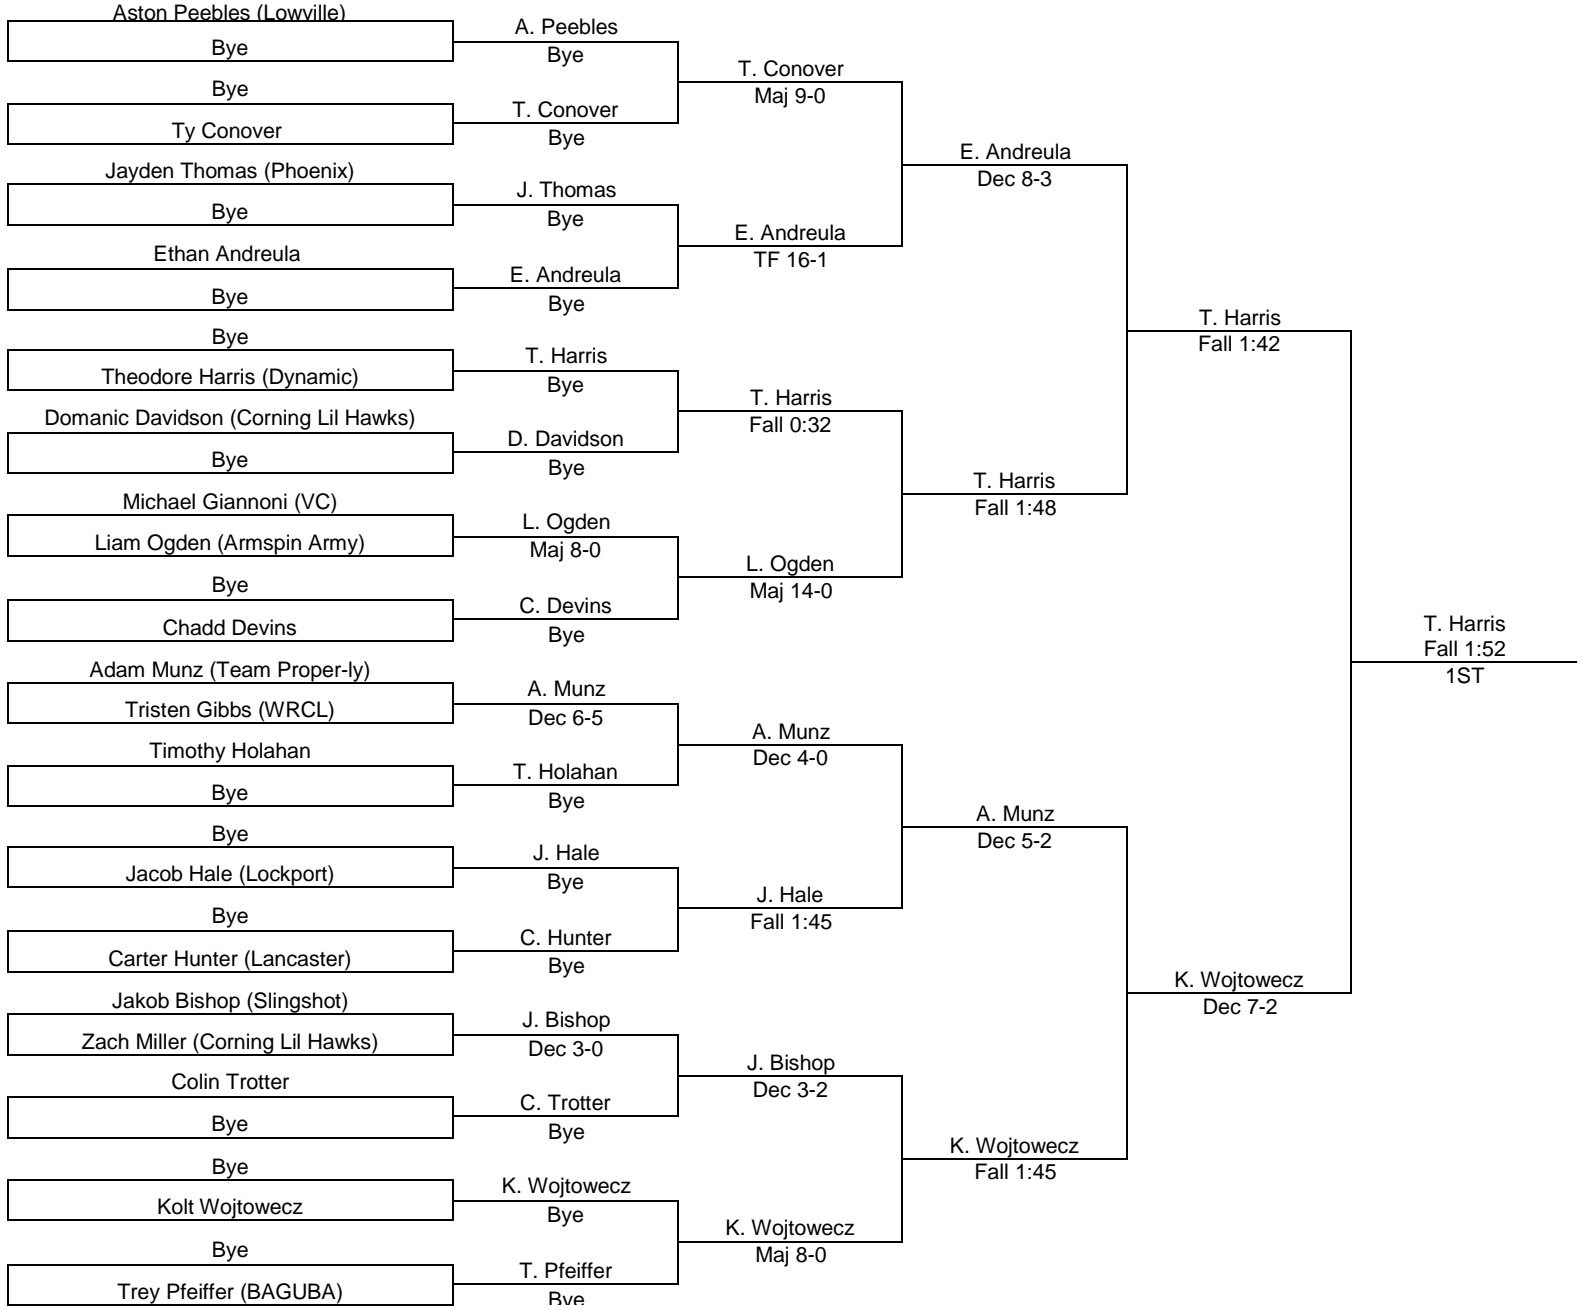 Aston Peebles (Lowville)
Bye
Bye
Ty Conover
Jayden Thomas (Phoenix)
Bye
Ethan Andreula
Bye
Bye
Theodore Harris (Dynamic)
Domanic Davidson (Corning Lil Hawks)
Bye
Michael Giannoni (VC)
Liam Ogden (Armspin Army)
Bye
Chadd Devins
Adam Munz (Team Proper-ly)
Tristen Gibbs (WRCL)
Timothy Holahan
Bye
Bye
Jacob Hale (Lockport)
Bye
Carter Hunter (Lancaster)
Jakob Bishop (Slingshot)
Zach Miller (Corning Lil Hawks)
Colin Trotter
Bye
Bye
Kolt Wojtowecz
Bye
Trey Pfeiffer (BAGUBA)
A. Peebles
Bye
T. Conover
Bye
J. Thomas
Bye
E. Andreula
Bye
T. Harris
Bye
D. Davidson
Bye
L. Ogden
Maj 8-0
C. Devins
Bye
A. Munz
Dec 6-5
T. Holahan
Bye
J. Hale
Bye
C. Hunter
Bye
J. Bishop
Dec 3-0
C. Trotter
Bye
K. Wojtowecz
Bye
T. Pfeiffer
Bye
T. Conover
Maj 9-0
E. Andreula
TF 16-1
T. Harris
Fall 0:32
L. Ogden
Maj 14-0
A. Munz
Dec 4-0
J. Hale
Fall 1:45
J. Bishop
Dec 3-2
K. Wojtowecz
Maj 8-0
E. Andreula
Dec 8-3
T. Harris
Fall 1:48
A. Munz
Dec 5-2
K. Wojtowecz
Fall 1:45
T. Harris
Fall 1:42
K. Wojtowecz
Dec 7-2
T. Harris
Fall 1:52
1ST